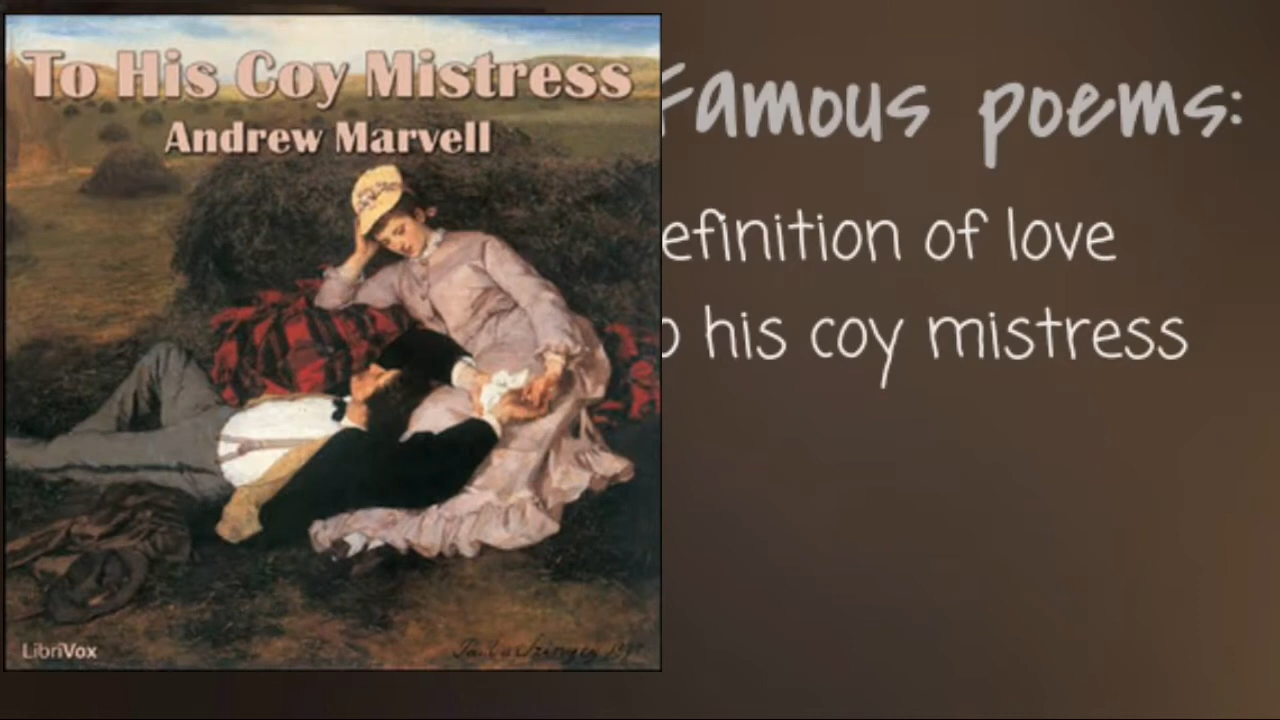 To His Coy Mistress
Andrew Marvell
Famous poems:
efinition of love
o his coy mistress
LibriVox